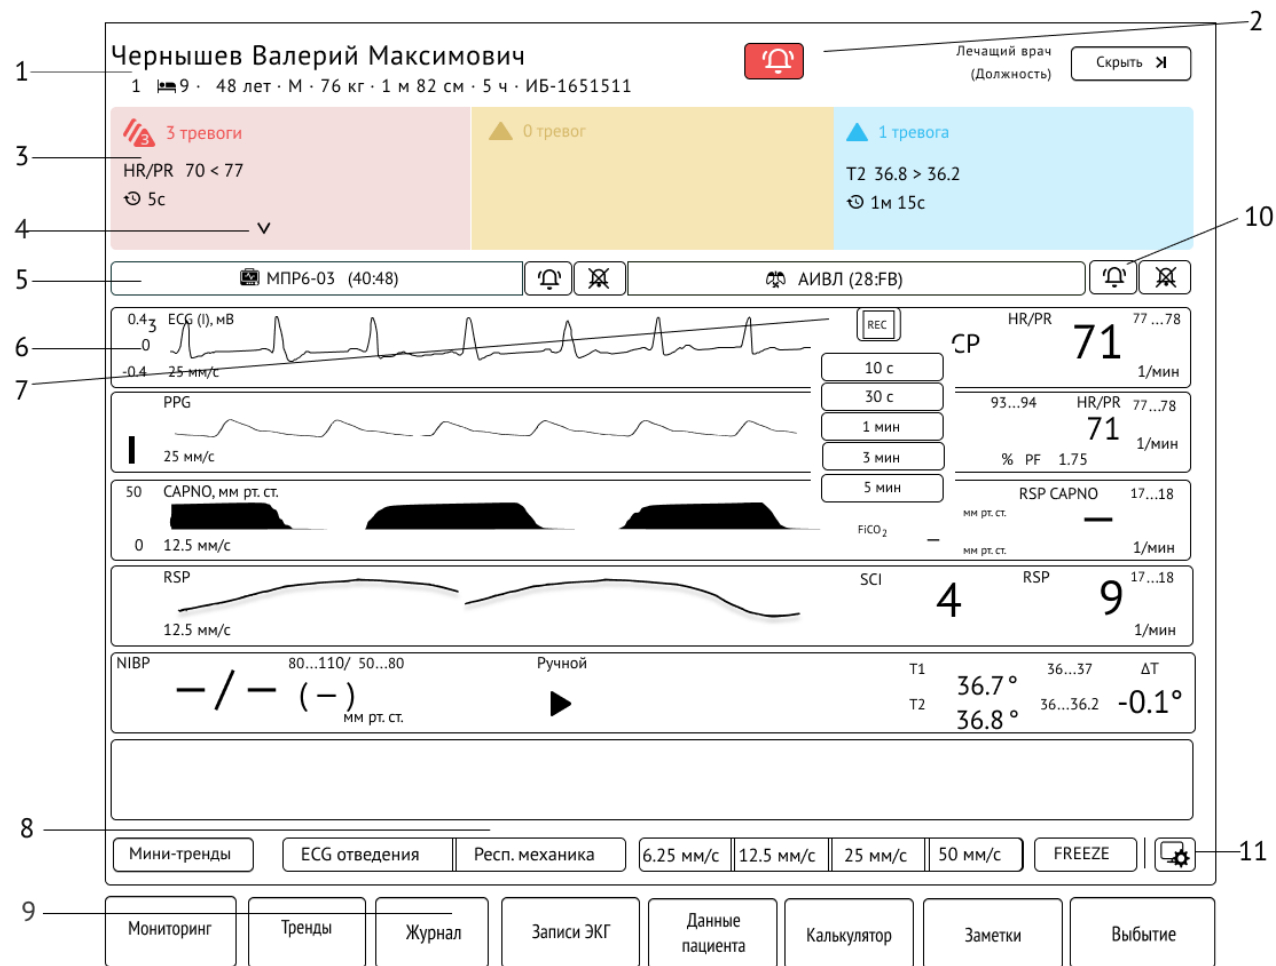 2
Чернышев Валерий Максимович
Лечащий врач
(Должность)
Скрыть
1
1 9 · 48 лет · М · 76 кг · 1 м 82 см · 5 ч · ИБ-1651511
3 3 тревоги
0 тревог
1 тревога
3
HR/PR 70 < 77
5с
T2 36.8 > 36.2
1м 15с
4
10
5
МПР6-03 (40:48)
АИВЛ (28:FB)
0.4 3 ECG (I), мВ
0
-0.4 25 мм/с
6
7
REC
10 с
30 с
1 мин
3 мин
5 мин
СР
HR/PR
71
77...78
1/мин
PPG
25 мм/с
93...94
HR/PR
77...78
71
1/мин
% PF 1.75
50 CAPNO, мм рт. ст.
0 12.5 мм/с
FiCO2
–
мм рт. ст.
мм рт. ст.
RSP CAPNO
17...18
–
1/мин
RSP
12.5 мм/с
SCI
4
RSP
9
17...18
1/мин
NIBP
80...110/ 50...80
– / – (–)
мм рт. ст.
Ручной
T1
36.7°
36...37
ΔT
T2
36.8°
36...36.2
-0.1°
8
Мини-тренды
ECG отведения
Респ. механика
6.25 мм/с
12.5 мм/с
25 мм/с
50 мм/с
FREEZE
11
9
Мониторинг
Тренды
Журнал
Записи ЭКГ
Данные
пациента
Калькулятор
Заметки
Выбытие